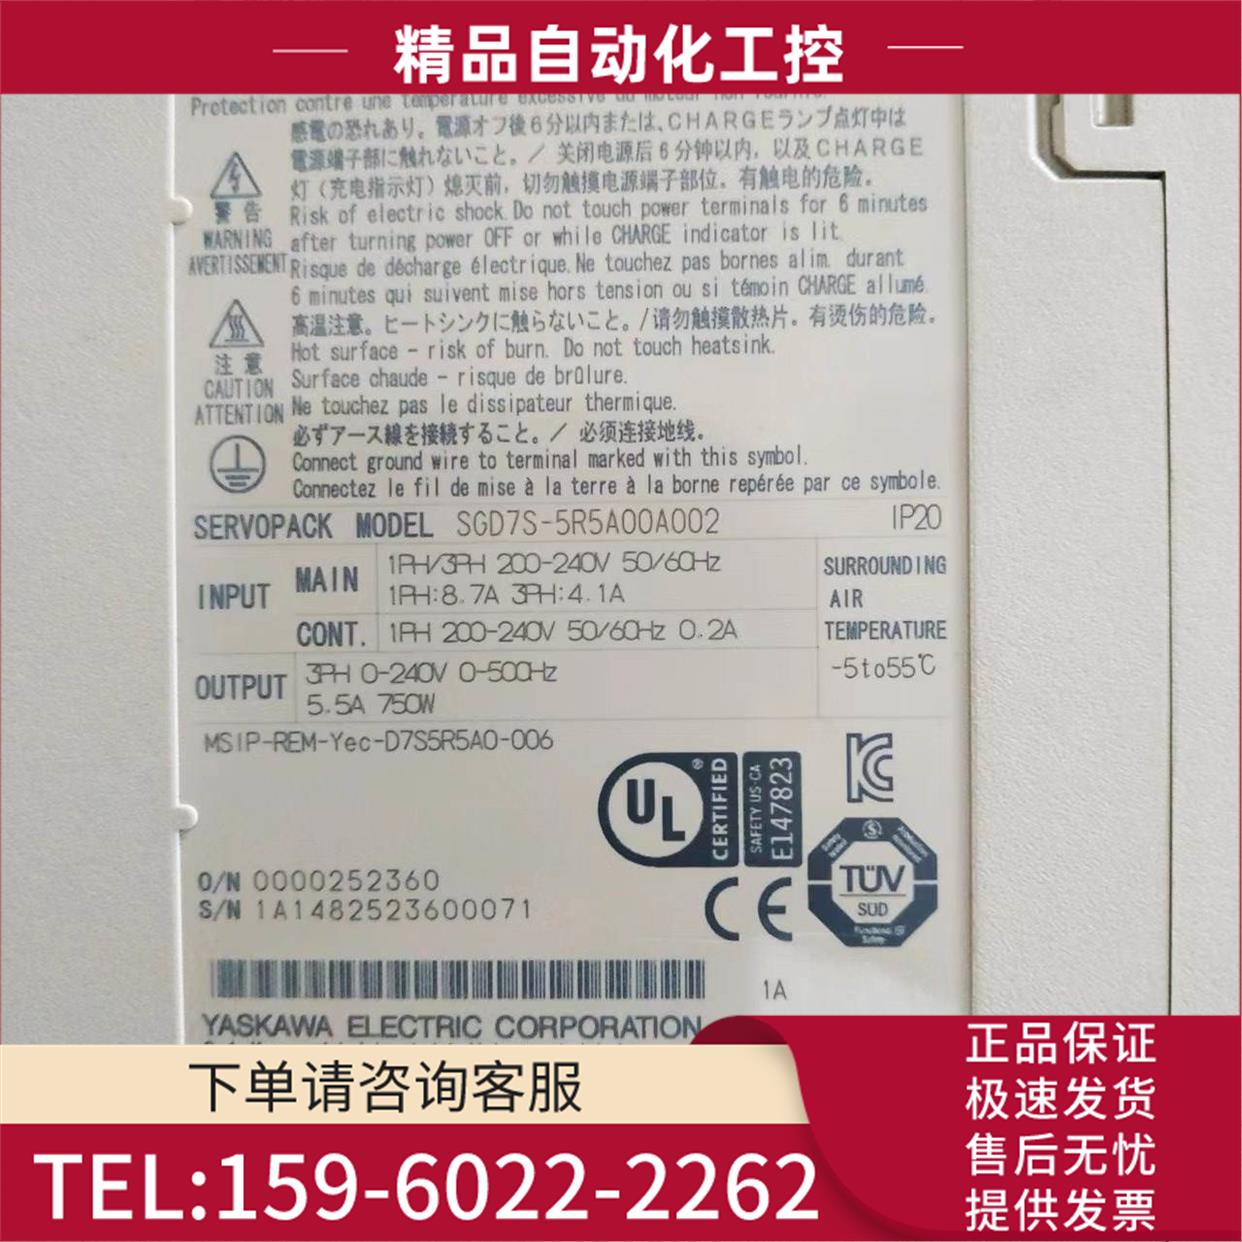 精品自动化工控
Protection contre une température excessive du moteur non fournie.
感電の恐れあり。電源オフ後6分以内または、CHARGEランプ点灯中は
電源端子部に触れないこと。/ 关闭电源后6分钟以内，以及CHARGE
灯（充电指示灯）熄灭前，切勿触摸电源端子部位。有触电的危险。
警告
WARNING
AVERTISSEMENT
Risk of electric shock.Do not touch power terminals for 6 minutes
after turning power OFF or while CHARGE indicator is lit.
Risque de décharge électrique.Ne touchez pas bornes alim. durant
6 minutes qui suivent mise hors tension ou si témoin CHARGE allumé.
高温注意。ヒートシンクに触らないこと。/请勿触摸散热片。有烫伤的危险。
注意
CAUTION
ATTENTION
Hot surface - risk of burn. Do not touch heatsink.
Surface chaude - risque de brûlure.
Ne touchez pas le dissipateur thermique.
必ずアース線を接続すること。/ 必须连接地线。
Connect ground wire to terminal marked with this symbol.
Connectez le fil de mise à la terre à la borne repérée par ce symbole.
SERVOPACK MODEL SGD7S-5R5A00A002 IP20
INPUT
MAIN
1PH/3PH 200-240V 50/60Hz
1PH:8.7A 3PH:4.1A
CONT. 1PH 200-240V 50/60Hz 0.2A
OUTPUT
3PH 0-240V 0-500Hz
5.5A 750W
SURROUNDING
AIR
TEMPERATURE
-5to55℃
MSIP-REM-Yec-D7S5R5A0-006
UL
®
CERTIFIED
SAFETY US-CA
E147823
O/N 0000252360
S/N 1A1482523600071
CE
TÜV
SÜD
Functional
Safety
1A
YASKAWA ELECTRIC CORPORATION
下单请咨询客服
TEL:159-6022-2262
正品保证
极速发货
售后无忧
提供发票